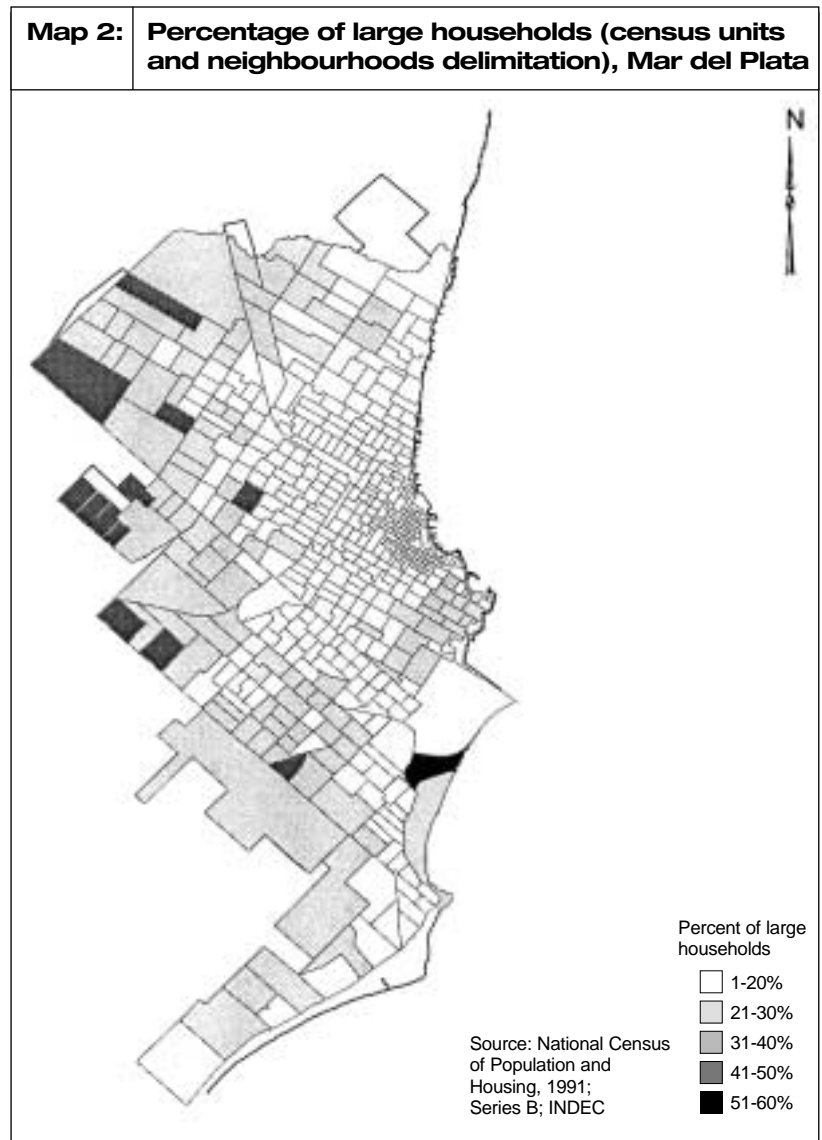 Map 2:
Percentage of large households (census units
and neighbourhoods delimitation), Mar del Plata
N
Percent of large
households
1-20%
21-30%
31-40%
41-50%
51-60%
Source: National Census
of Population and
Housing, 1991;
Series B; INDEC